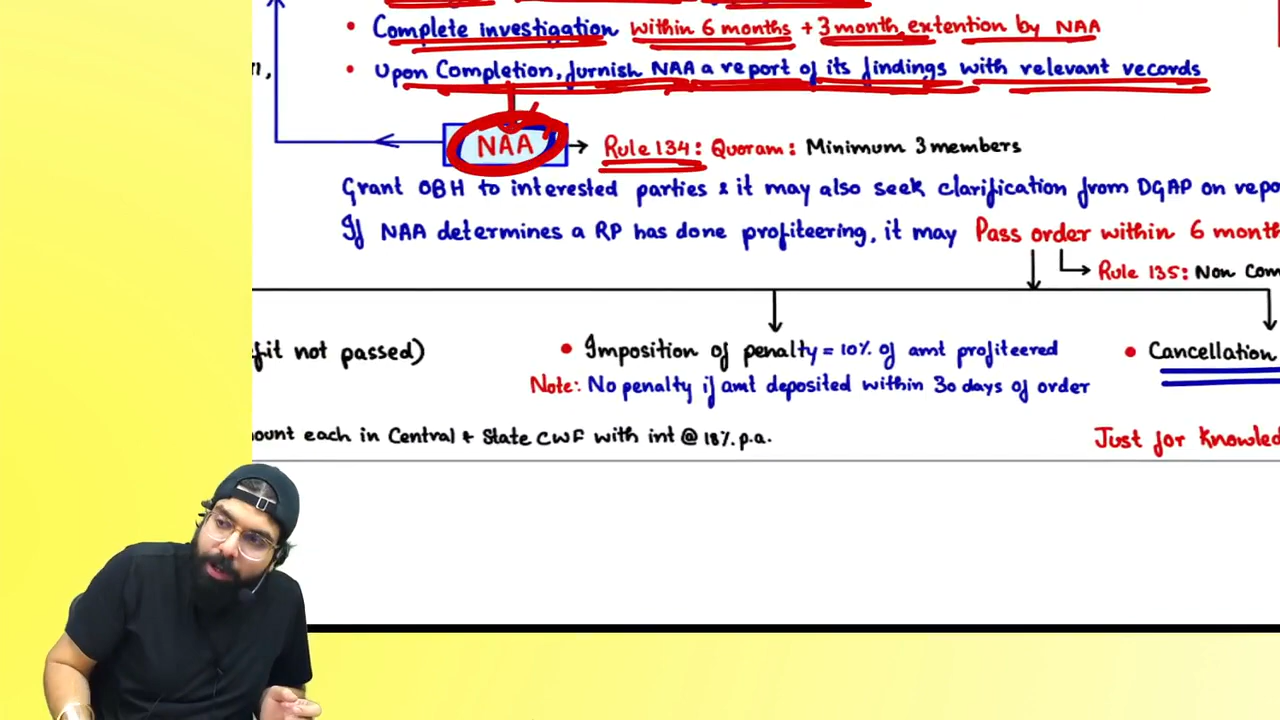 • Complete investigation within 6 months + 3 month extention by NAA
• Upon Completion, furnish NAA a report of its findings with relevant records
NAA → Rule 134: Quoram: Minimum 3 members
Grant OBH to interested parties & it may also seek clarification from DGAP on repo
If NAA determines a RP has done profiteering, it may Pass order within 6 month
Rule 135: Non Com
fit not passed)
• Imposition of penalty = 10% of amt profiteered
• Cancellation
Note: No penalty if amt deposited within 30 days of order
ount each in Central & State CWF with int @ 18% p.a.
Just for Knowled